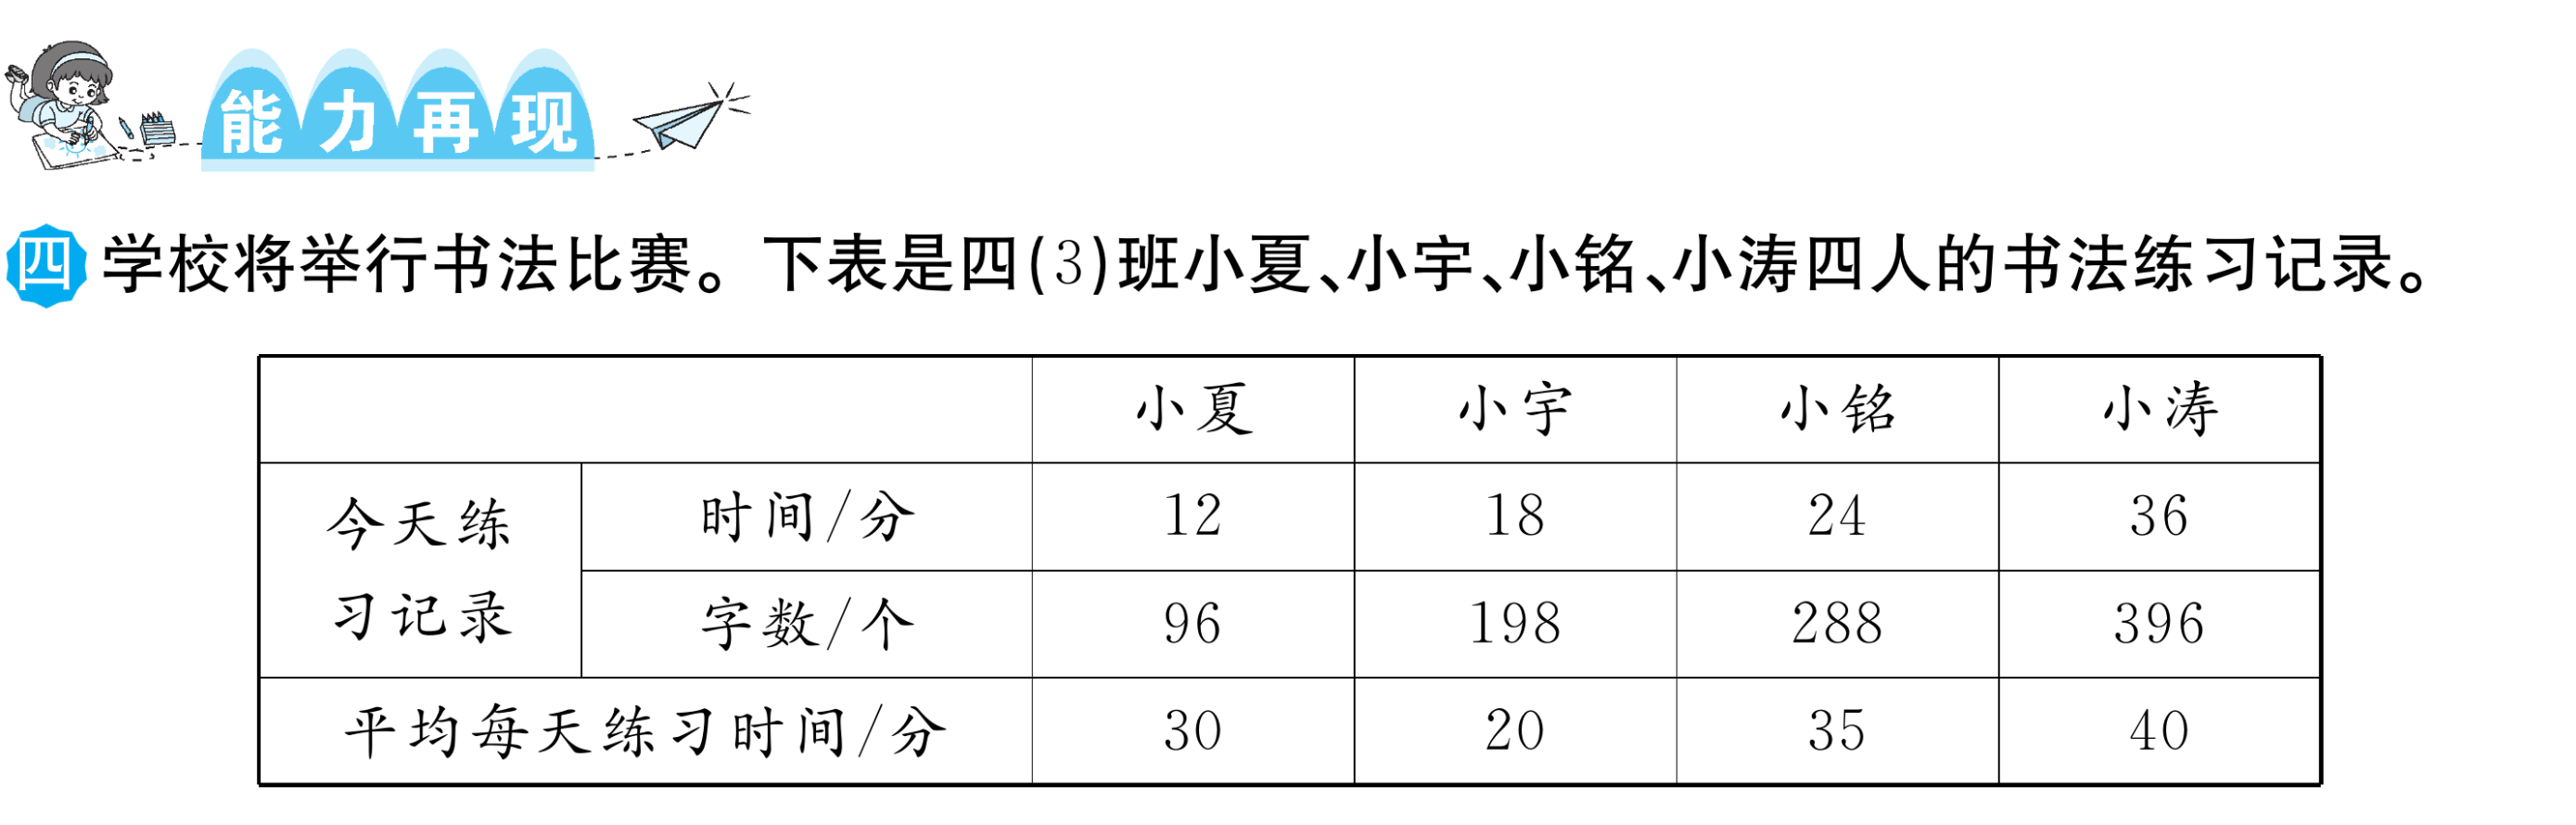 能力再现
四 学校将举行书法比赛。下表是四(3)班小夏、小宇、小铭、小涛四人的书法练习记录。
小夏 小宇 小铭 小涛
今天练习记录 时间/分 12 18 24 36
字数/个 96 198 288 396
平均每天练习时间/分 30 20 35 40